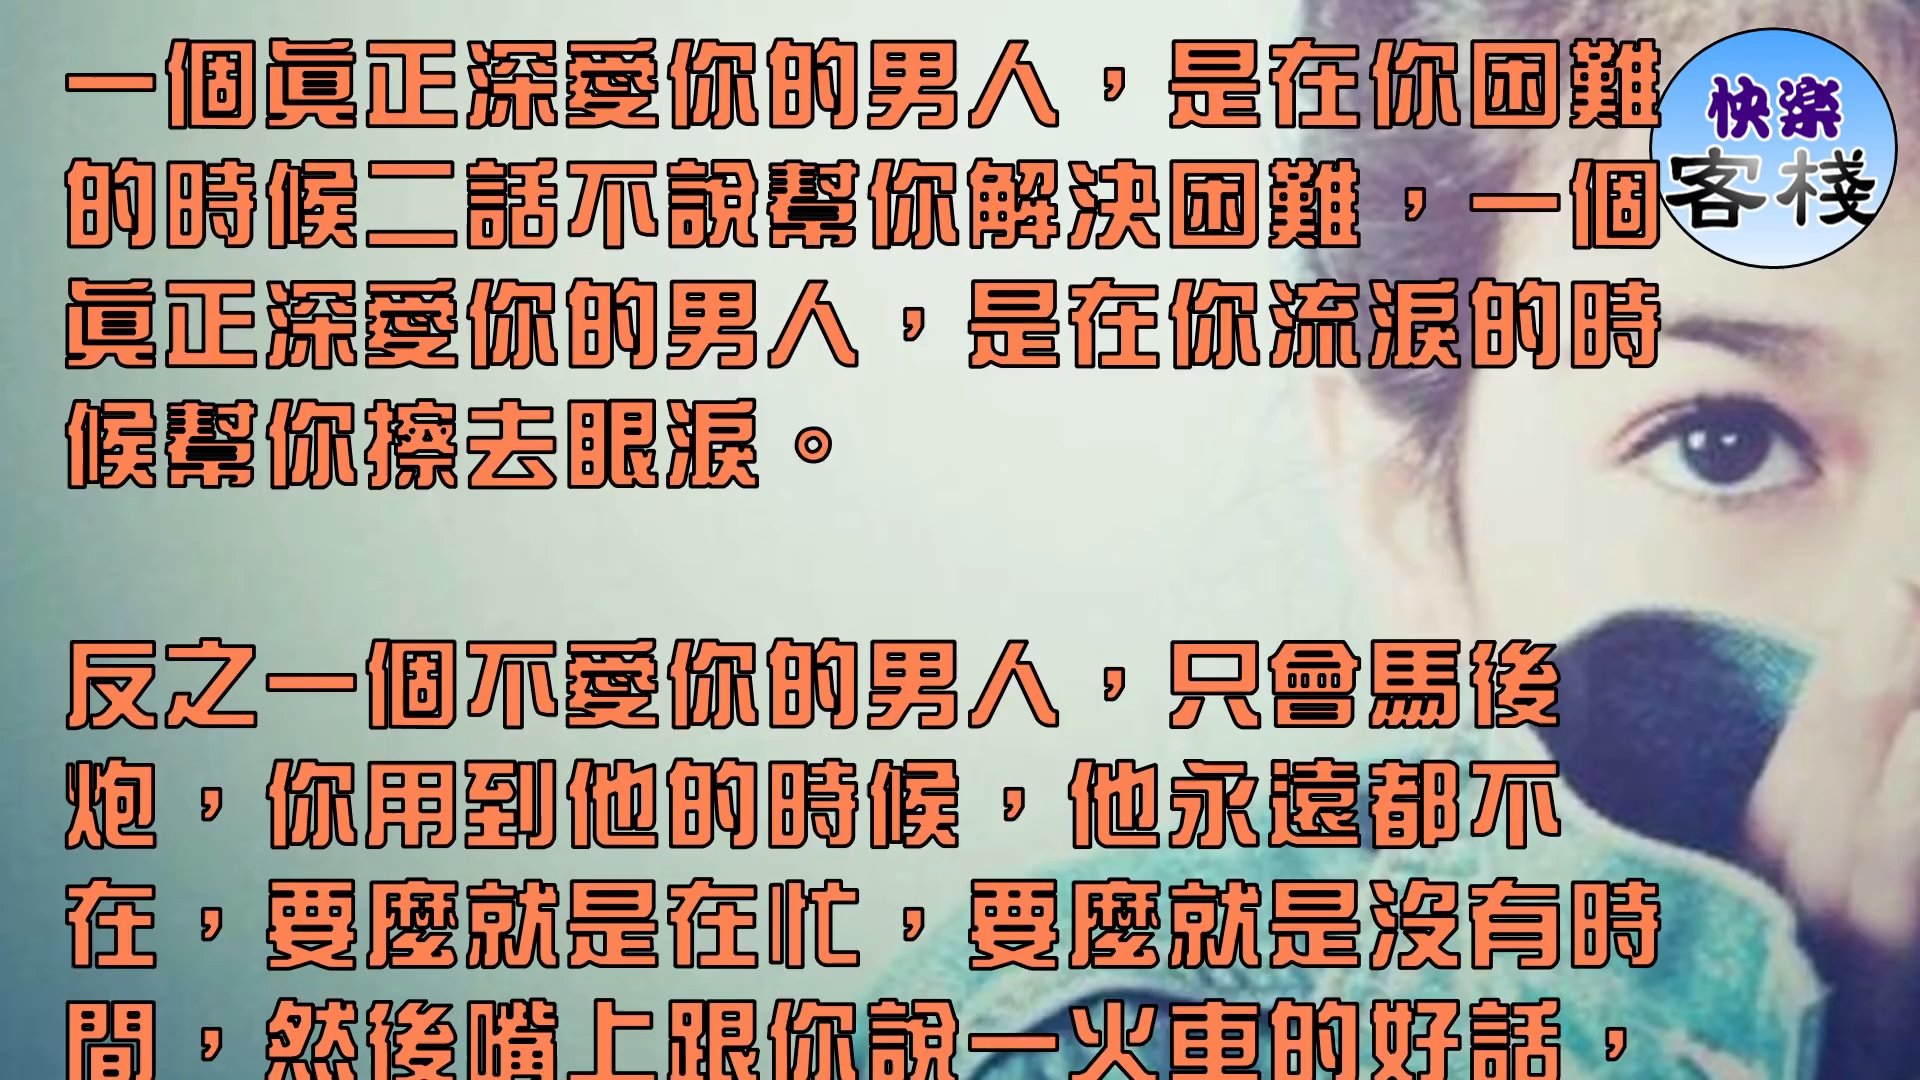 一個眞正深愛你的男人，是在你困難
的時候二話不說幫你解決困難，一個
眞正深愛你的男人，是在你流淚的時
候幫你擦去眼淚。
反之一個不愛你的男人，只會馬後
炮，你用到他的時候，他永遠都不
在，要麼就是在忙，要麼就是沒有時
間，然後嘴上跟你說一火車的好話，
快樂
客栈